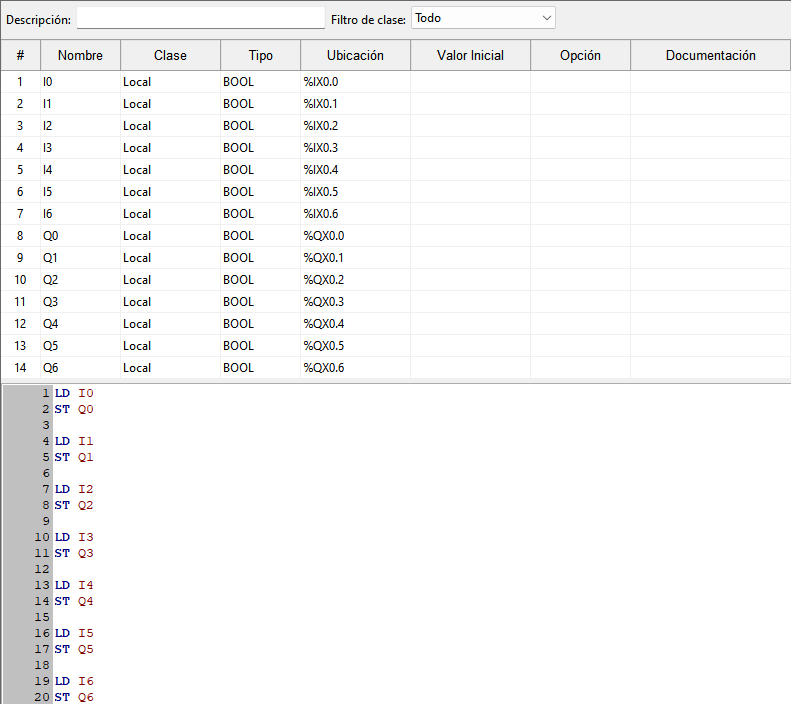 Descripción: Filtro de clase: Todo
# Nombre Clase Tipo Ubicación Valor Inicial Opción Documentación
1 I0 Local BOOL %IX0.0
2 I1 Local BOOL %IX0.1
3 I2 Local BOOL %IX0.2
4 I3 Local BOOL %IX0.3
5 I4 Local BOOL %IX0.4
6 I5 Local BOOL %IX0.5
7 I6 Local BOOL %IX0.6
8 Q0 Local BOOL %QX0.0
9 Q1 Local BOOL %QX0.1
10 Q2 Local BOOL %QX0.2
11 Q3 Local BOOL %QX0.3
12 Q4 Local BOOL %QX0.4
13 Q5 Local BOOL %QX0.5
14 Q6 Local BOOL %QX0.6
1 LD I0
2 ST Q0
3
4 LD I1
5 ST Q1
6
7 LD I2
8 ST Q2
9
10 LD I3
11 ST Q3
12
13 LD I4
14 ST Q4
15
16 LD I5
17 ST Q5
18
19 LD I6
20 ST Q6